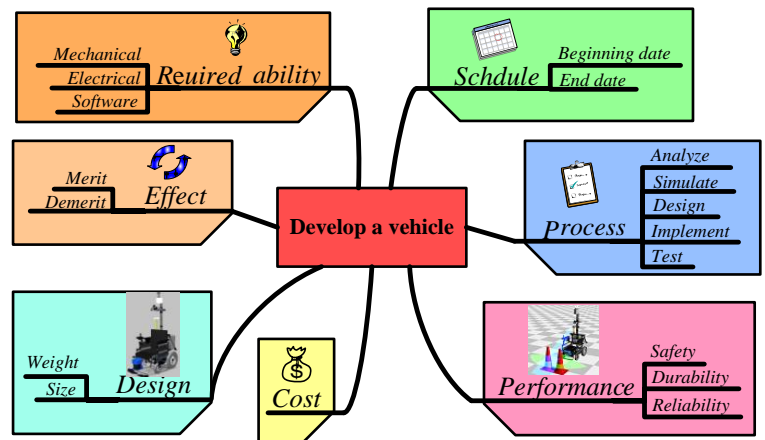 Mechanical
Electrical
Software
Reuired ability
Schdule
Beginning date
End date
Merit
Demerit
Effect
Develop a vehicle
Process
Analyze
Simulate
Design
Implement
Test
Weight
Size
Design
Cost
Performance
Safety
Durability
Reliability